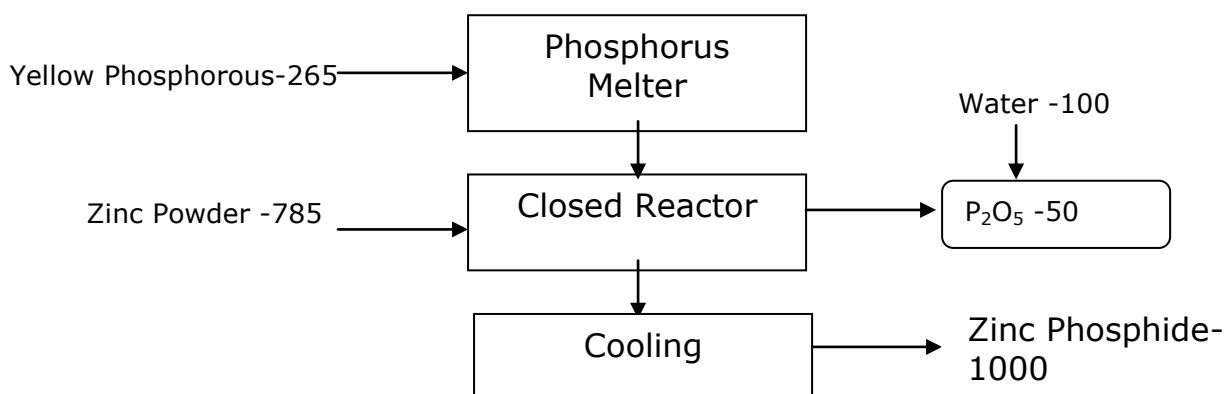 Phosphorus
Melter
Yellow Phosphorous-265
Water -100
Closed Reactor
Zinc Powder -785
P₂O₅ -50
Cooling
Zinc Phosphide-
1000